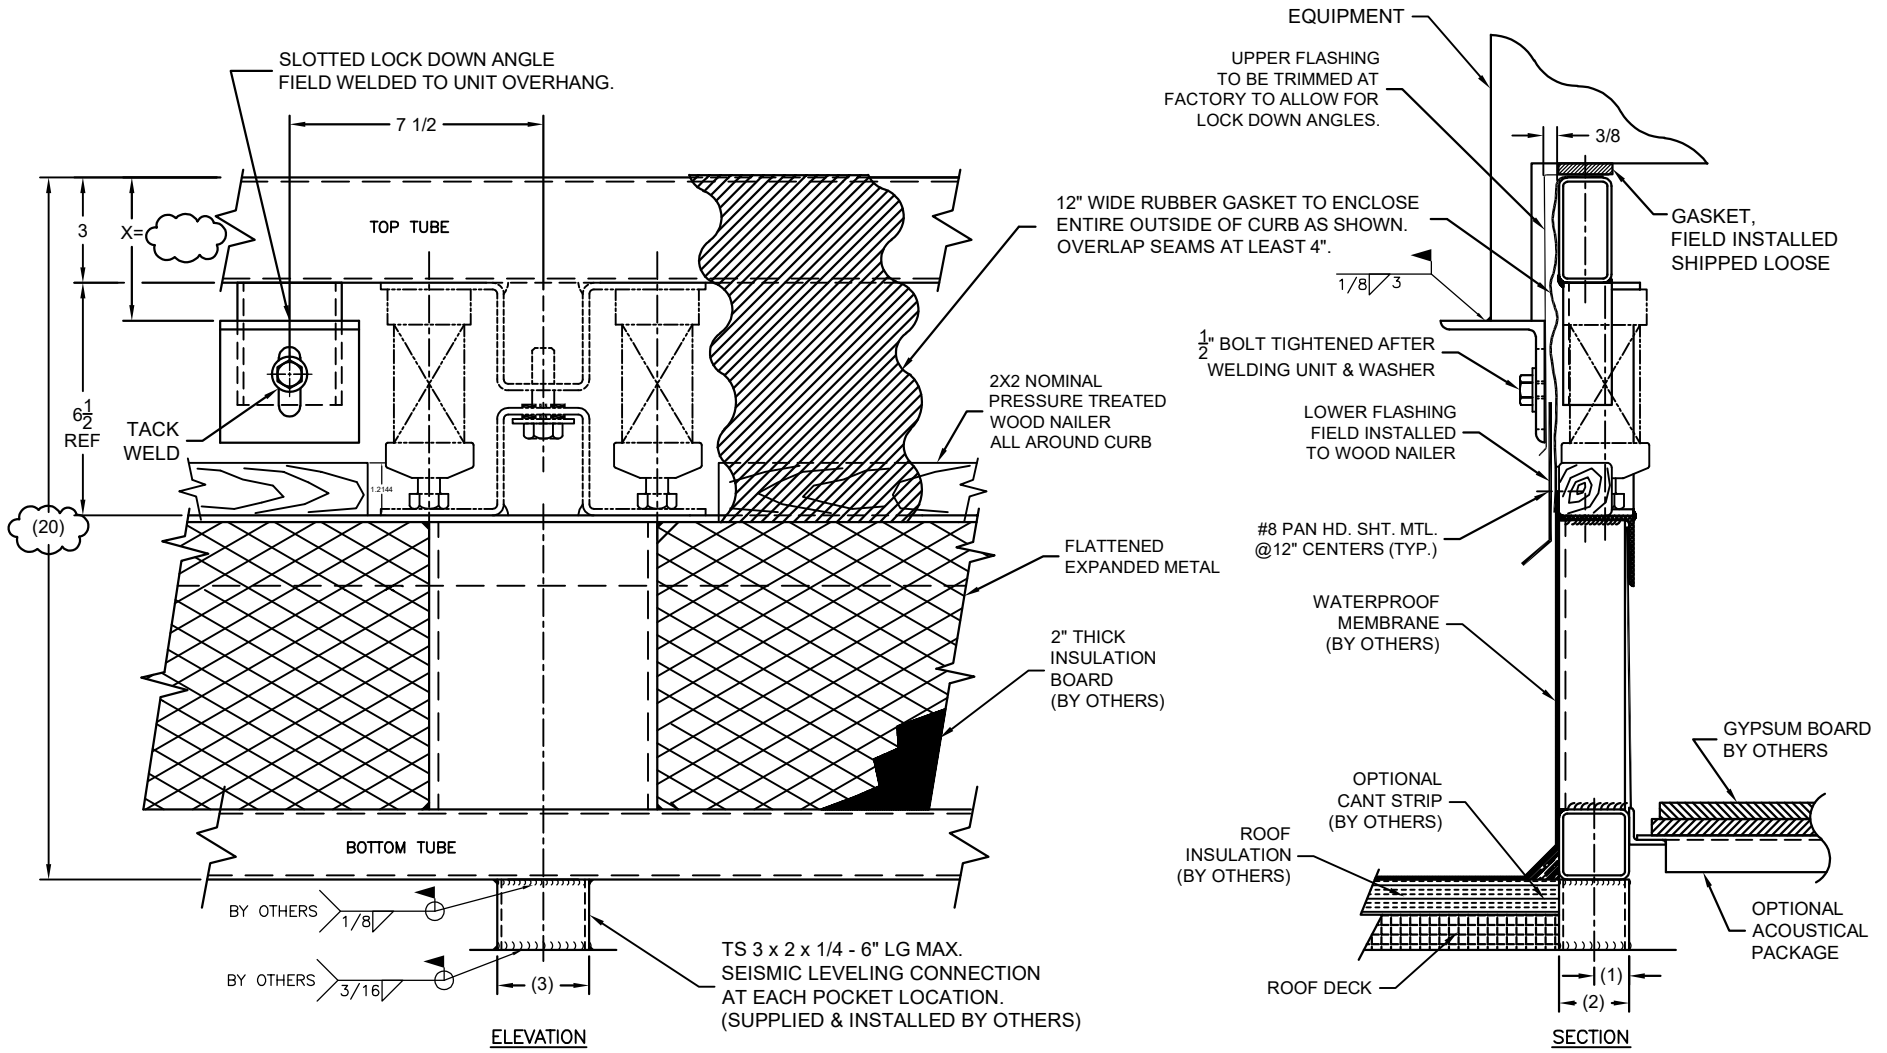 SLOTTED LOCK DOWN ANGLE
FIELD WELDED TO UNIT OVERHANG.
7 1/2
3
X=
TOP TUBE
6 1/2
REF
TACK
WELD
1.2144
(20)
BOTTOM TUBE
BY OTHERS
1/8
BY OTHERS
3/16
(3)
ELEVATION
12" WIDE RUBBER GASKET TO ENCLOSE
ENTIRE OUTSIDE OF CURB AS SHOWN.
OVERLAP SEAMS AT LEAST 4".
2X2 NOMINAL
PRESSURE TREATED
WOOD NAILER
ALL AROUND CURB
FLATTENED
EXPANDED METAL
2" THICK
INSULATION
BOARD
(BY OTHERS)
TS 3 x 2 x 1/4 - 6" LG MAX.
SEISMIC LEVELING CONNECTION
AT EACH POCKET LOCATION.
(SUPPLIED & INSTALLED BY OTHERS)
EQUIPMENT
UPPER FLASHING
TO BE TRIMMED AT
FACTORY TO ALLOW FOR
LOCK DOWN ANGLES.
3/8
GASKET,
FIELD INSTALLED
SHIPPED LOOSE
1/8 3
1/2" BOLT TIGHTENED AFTER
WELDING UNIT & WASHER
LOWER FLASHING
FIELD INSTALLED
TO WOOD NAILER
#8 PAN HD. SHT. MTL.
@12" CENTERS (TYP.)
WATERPROOF
MEMBRANE
(BY OTHERS)
GYPSUM BOARD
BY OTHERS
OPTIONAL
CANT STRIP
(BY OTHERS)
ROOF
INSULATION
(BY OTHERS)
OPTIONAL
ACOUSTICAL
PACKAGE
ROOF DECK
(1)
(2)
SECTION